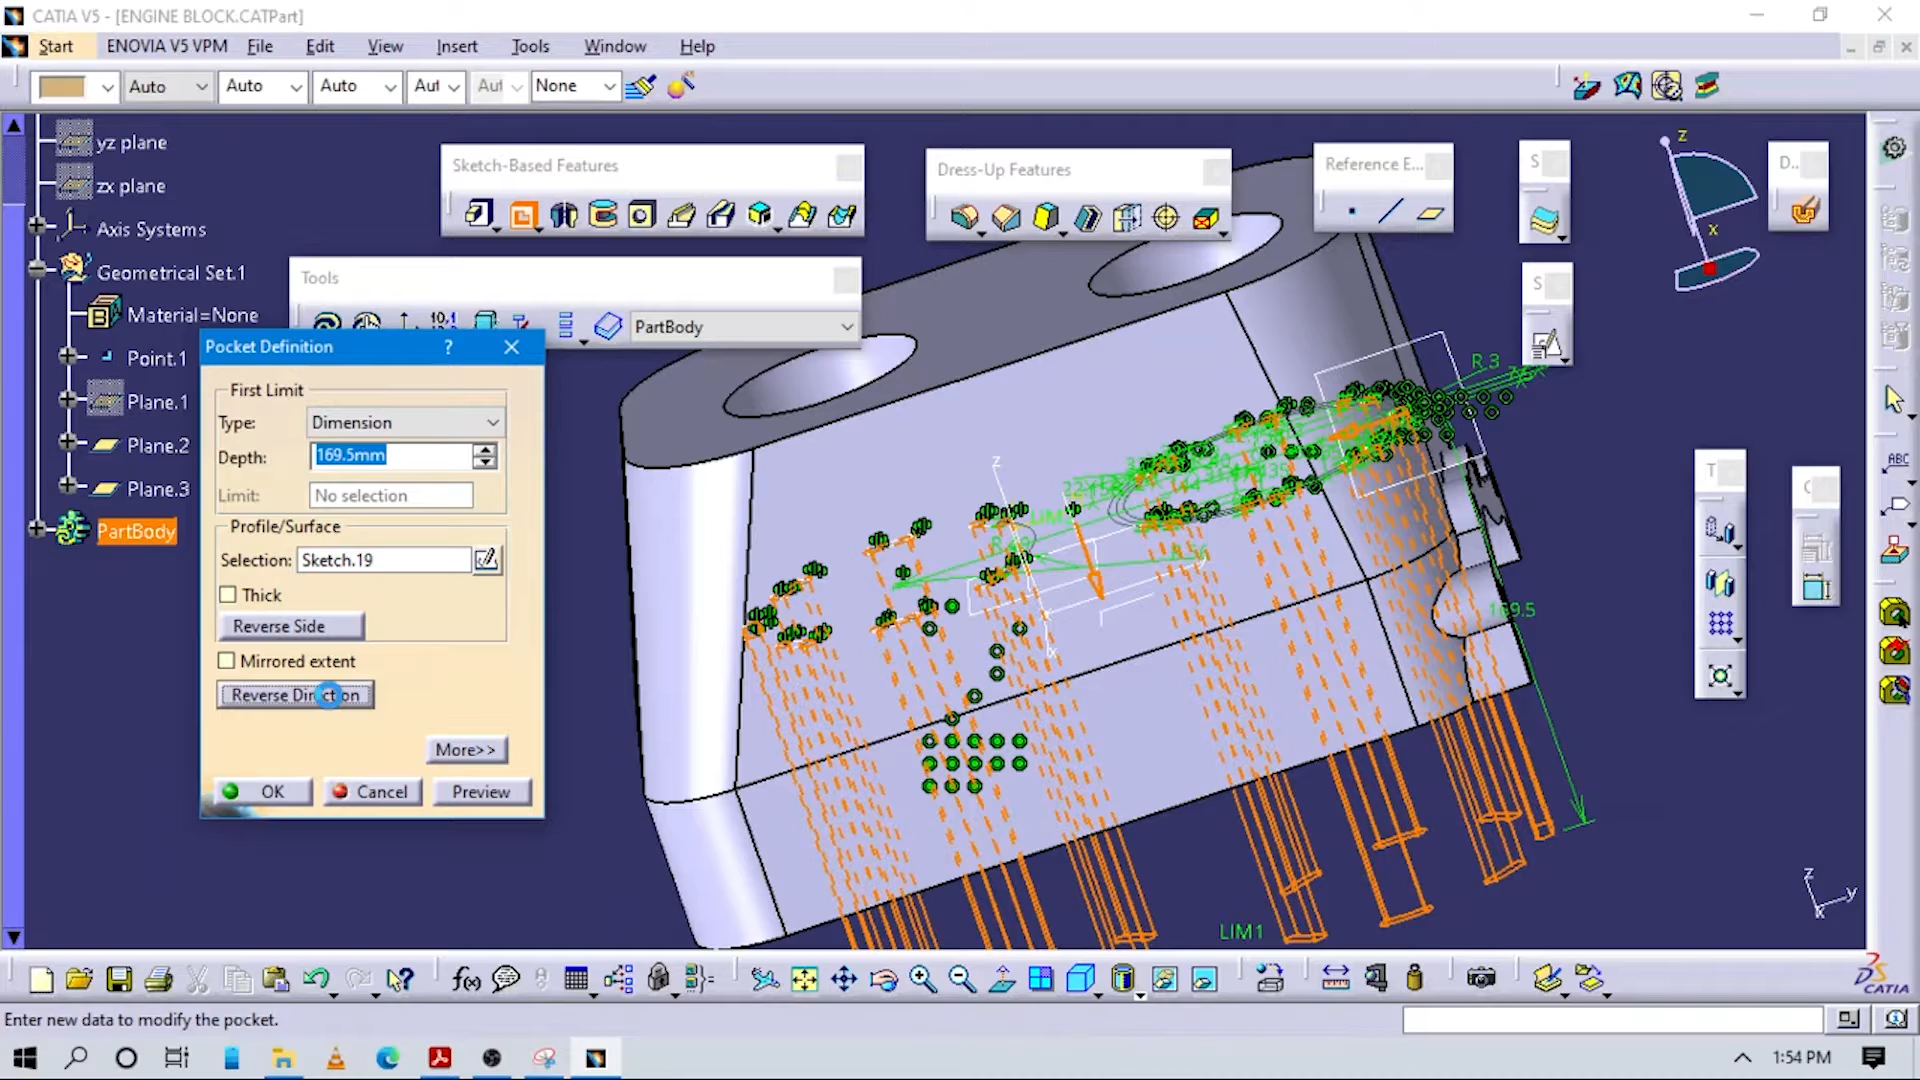 CATIA V5 - [ENGINE BLOCK.CATPart]
Start ENOVIA V5 VPM File Edit View Insert Tools Window Help
Auto Auto Auto Aut Aut None
yz plane
zx plane
Axis Systems
Geometrical Set.1
Material=None
Point.1
Plane.1
Plane.2
Plane.3
PartBody
Sketch-Based Features
Dress-Up Features
Reference E...
S
D..
S
T
C
Tools
PartBody
Pocket Definition ? 
First Limit
Type: Dimension
Depth: 169.5mm
Limit: No selection
Profile/Surface
Selection: Sketch.19
Thick
Reverse Side
Mirrored extent
Reverse Direction
More>>
OK Cancel Preview
z
x
R.3
z
x
169.5
LIM1
z
y
x
ABC
f(x)
CATIA
Enter new data to modify the pocket.
1:54 PM